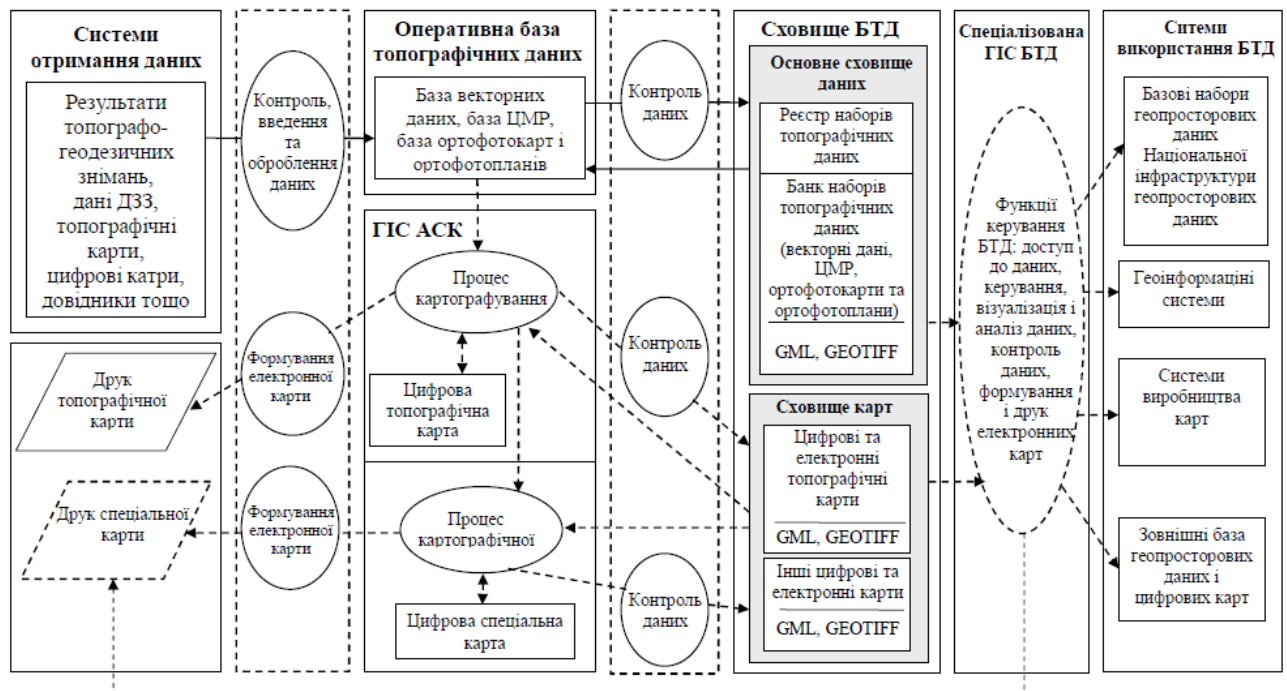 Системи
отримання даних
Результати
топографо-
геодезичних
знімань,
дані ДЗЗ,
топографічні
карти,
цифрові катри,
довідники тощо
Друк
топографічної
карти
Друк спеціальної
карти
Контроль,
введення
та
оброблення
даних
Формування
електронної
карти
Формування
електронної
карти
Оперативна база
топографічних даних
База векторних
даних, база ЦМР,
база ортофотокарт і
ортофотопланів
ГІС АСК
Процес
картографування
Цифрова
топографічна
карта
Процес
картографічної
Цифрова спеціальна
карта
Контроль
даних
Контроль
даних
Контроль
даних
Сховище БТД
Основне сховище
даних
Реєстр наборів
топографічних
даних
Банк наборів
топографічних
даних
(векторні дані,
ЦМР,
ортофотокарти та
ортофотоплани)
GML, GEOTIFF
Сховище карт
Цифрові та
електронні
топографічні
карти
GML, GEOTIFF
Інші цифрові та
електронні карти
GML, GEOTIFF
Спеціалізована
ГІС БТД
Функції
керування
БТД: доступ
до даних,
керування,
візуалізація і
аналіз даних,
контроль
даних,
формування
і друк
електронних
карт
Ситеми
використання БТД
Базові набори
геопросторових
даних
Національної
інфраструктури
геопросторових
даних
Геоінформаціні
системи
Системи
виробництва
карт
Зовнішні база
геопросторових
даних і
цифрових карт